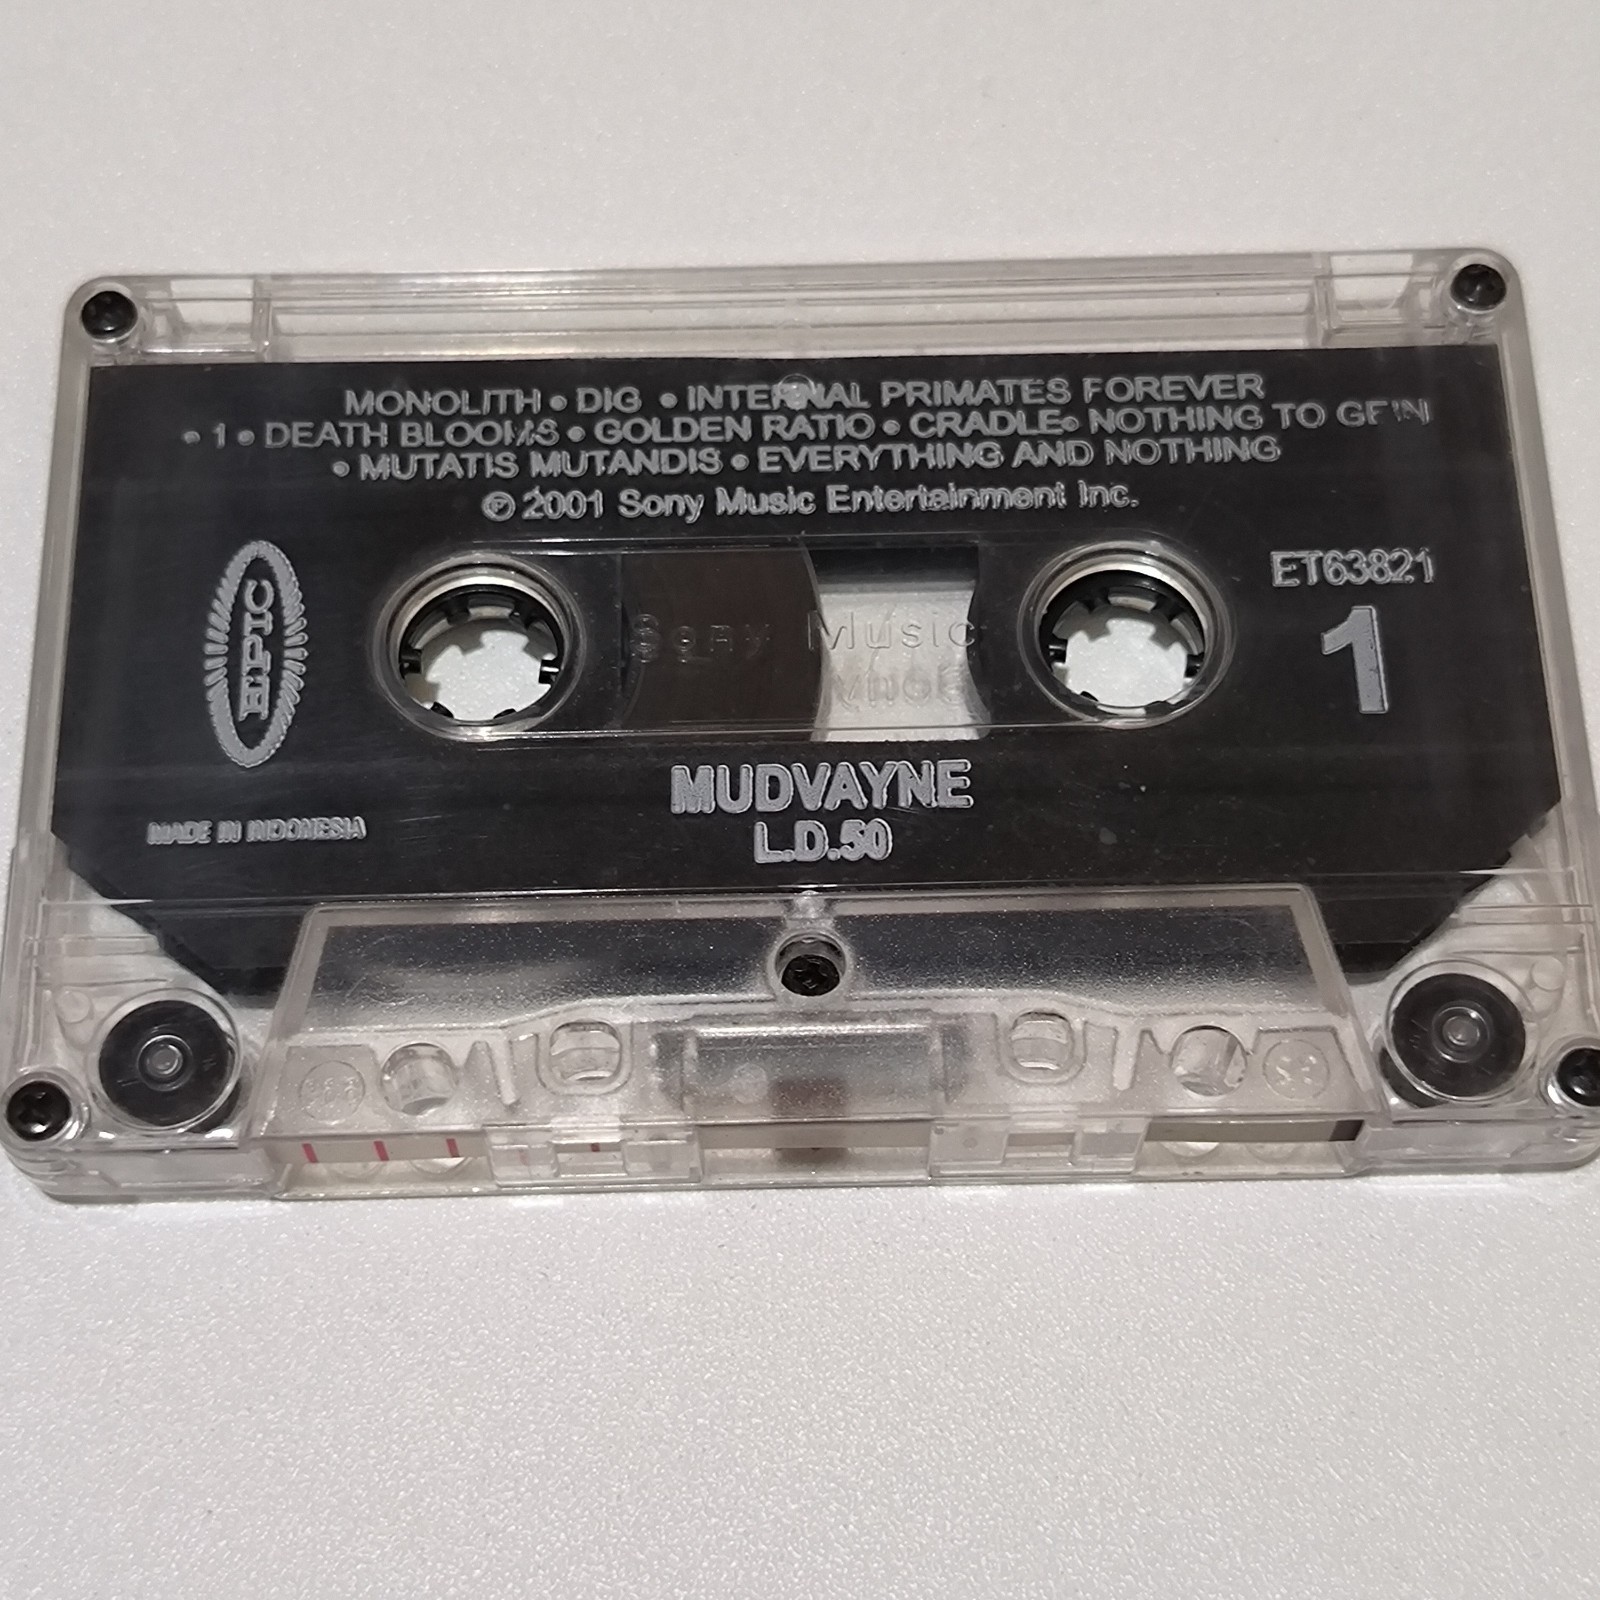 MONOLITH • DIG • INTERNAL PRIMATES FOREVER
• 1 • DEATH BLOOMS • GOLDEN RATIO • CRADLE • NOTHING TO GEIN
• MUTATIS MUTANDIS • EVERYTHING AND NOTHING
℗ 2001 Sony Music Entertainment Inc.
EPIC
ET63821
1
Sony Music
MUDVAYNE
L.D.50
MADE IN INDONESIA